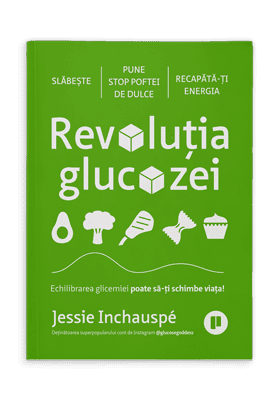 SLĂBEȘTE
PUNE
STOP POFTEI
DE DULCE
RECAPĂTĂ-ȚI
ENERGIA
Revoluția
glucozei
Echilibrarea glicemiei poate să-ți schimbe viața!
Jessie Inchauspé
Deținătoarea superpopularului cont de Instagram @glucosegoddess